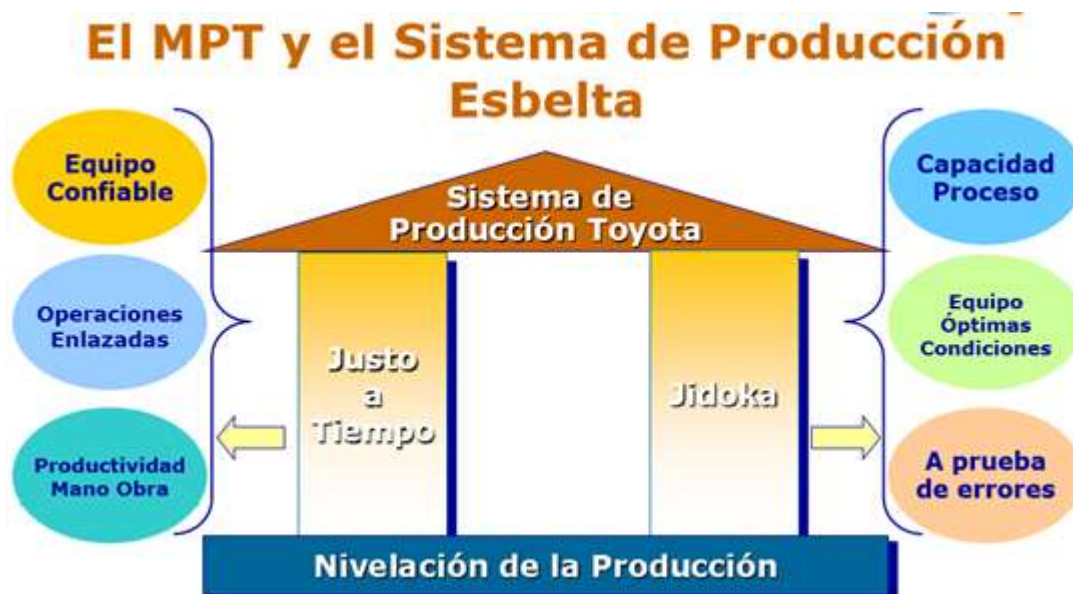 El MPT y el Sistema de Producción
Esbelta
Equipo
Confiable
Operaciones
Enlazadas
Productividad
Mano Obra
Sistema de
Producción Toyota
Justo
a
Tiempo
Jidoka
Capacidad
Proceso
Equipo
Óptimas
Condiciones
A prueba
de errores
Nivelación de la Producción